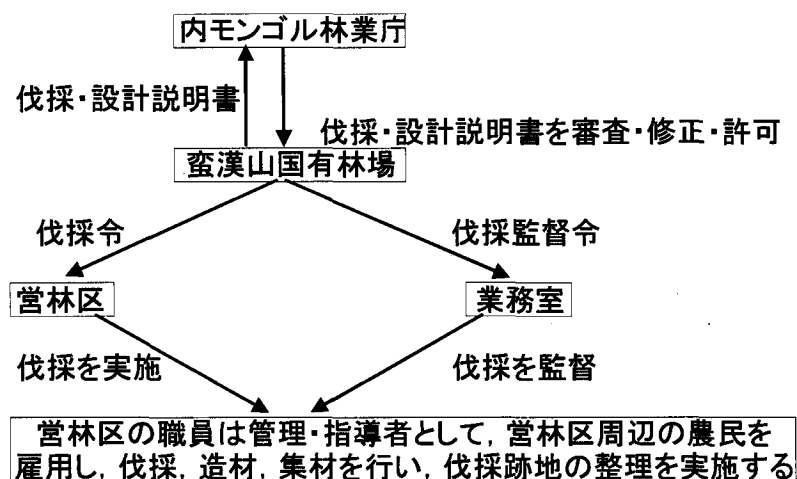 内モンゴル林業庁
伐採・設計説明書
伐採・設計説明書を審査・修正・許可
蛮漢山国有林場
伐採令
伐採監督令
営林区
業務室
伐採を実施
伐採を監督
営林区の職員は管理・指導者として，営林区周辺の農民を
雇用し，伐採，造材，集材を行い，伐採跡地の整理を実施する